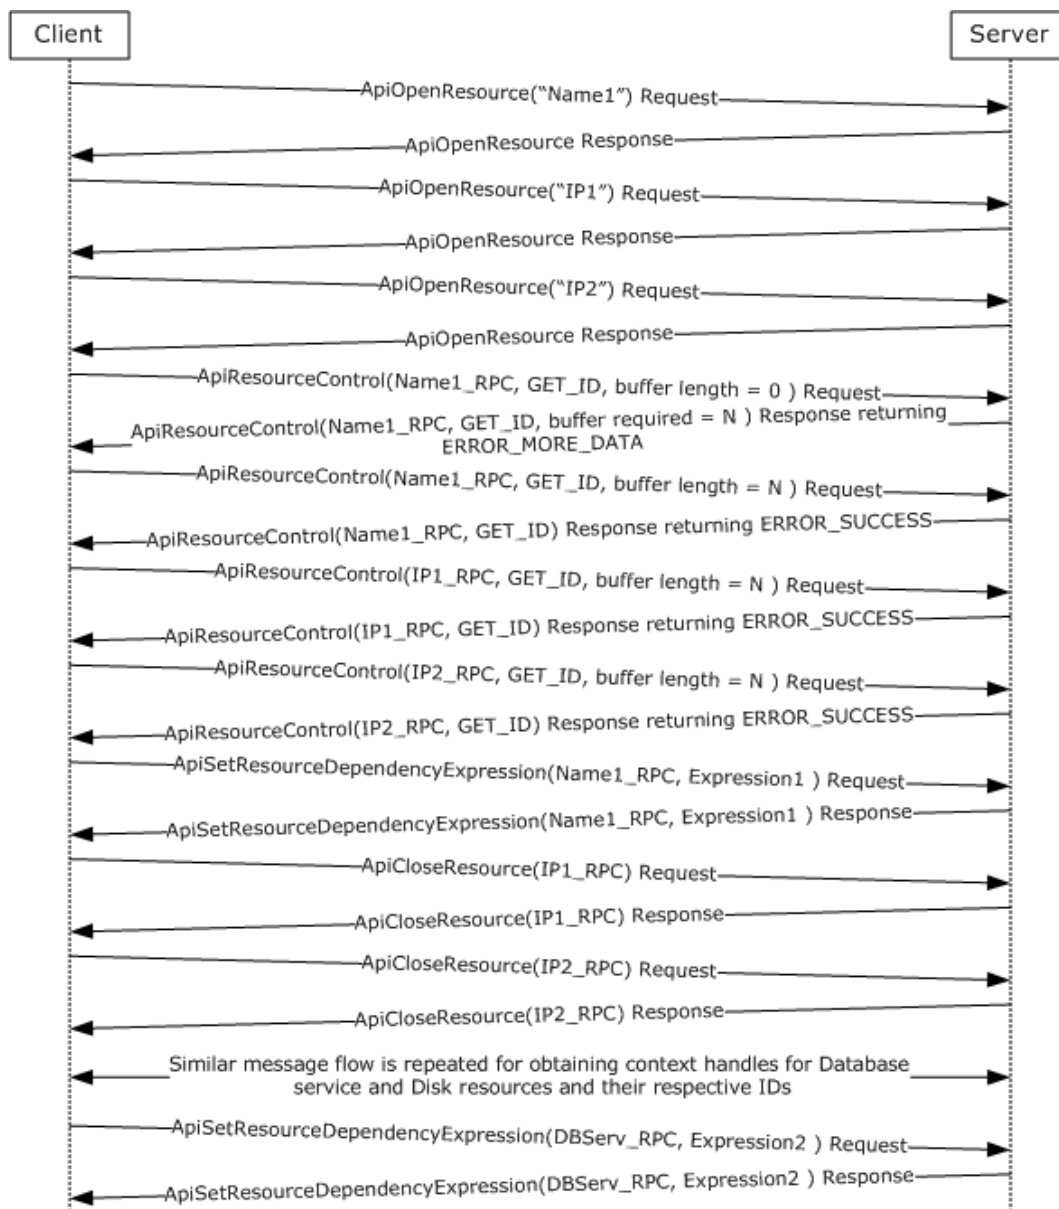 Client
Server
ApiOpenResource(“Name1”) Request
ApiOpenResource Response
ApiOpenResource(“IP1”) Request
ApiOpenResource Response
ApiOpenResource(“IP2”) Request
ApiOpenResource Response
ApiResourceControl(Name1_RPC, GET_ID, buffer length = 0 ) Request
ApiResourceControl(Name1_RPC, GET_ID, buffer required = N ) Response returning
ERROR_MORE_DATA
ApiResourceControl(Name1_RPC, GET_ID, buffer length = N ) Request
ApiResourceControl(Name1_RPC, GET_ID) Response returning ERROR_SUCCESS
ApiResourceControl(IP1_RPC, GET_ID, buffer length = N ) Request
ApiResourceControl(IP1_RPC, GET_ID) Response returning ERROR_SUCCESS
ApiResourceControl(IP2_RPC, GET_ID, buffer length = N ) Request
ApiResourceControl(IP2_RPC, GET_ID) Response returning ERROR_SUCCESS
ApiSetResourceDependencyExpression(Name1_RPC, Expression1 ) Request
ApiSetResourceDependencyExpression(Name1_RPC, Expression1 ) Response
ApiCloseResource(IP1_RPC) Request
ApiCloseResource(IP1_RPC) Response
ApiCloseResource(IP2_RPC) Request
ApiCloseResource(IP2_RPC) Response
Similar message flow is repeated for obtaining context handles for Database
service and Disk resources and their respective IDs
ApiSetResourceDependencyExpression(DBServ_RPC, Expression2 ) Request
ApiSetResourceDependencyExpression(DBServ_RPC, Expression2 ) Response